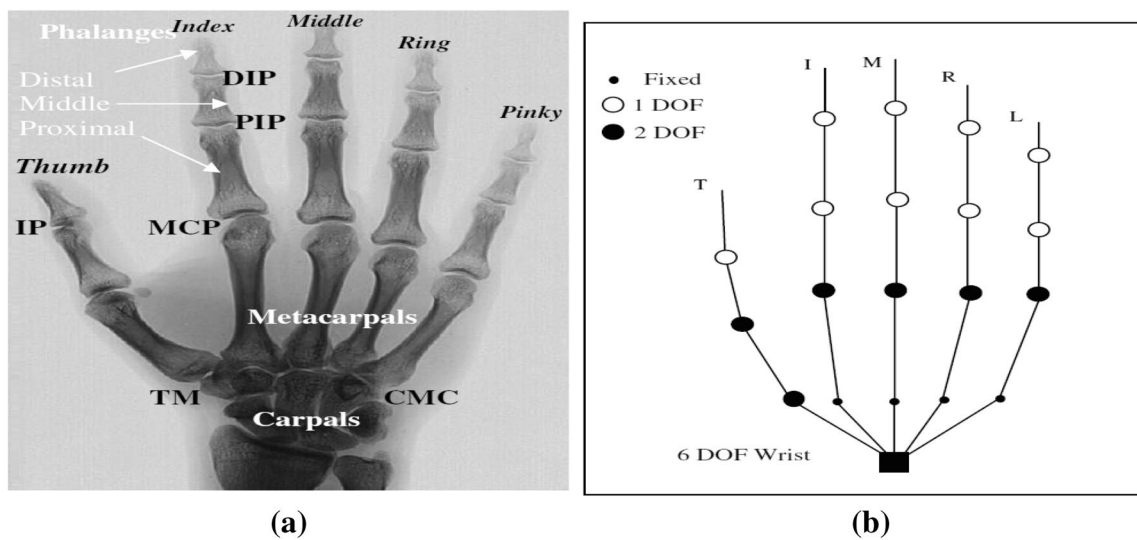 Phalanges
Index
Middle
Ring
Pinky
Distal
Middle
Proximal
DIP
PIP
Thumb
IP
MCP
Metacarpals
TM
CMC
Carpals
(a)
Fixed
1 DOF
2 DOF
I
M
R
L
T
6 DOF Wrist
(b)